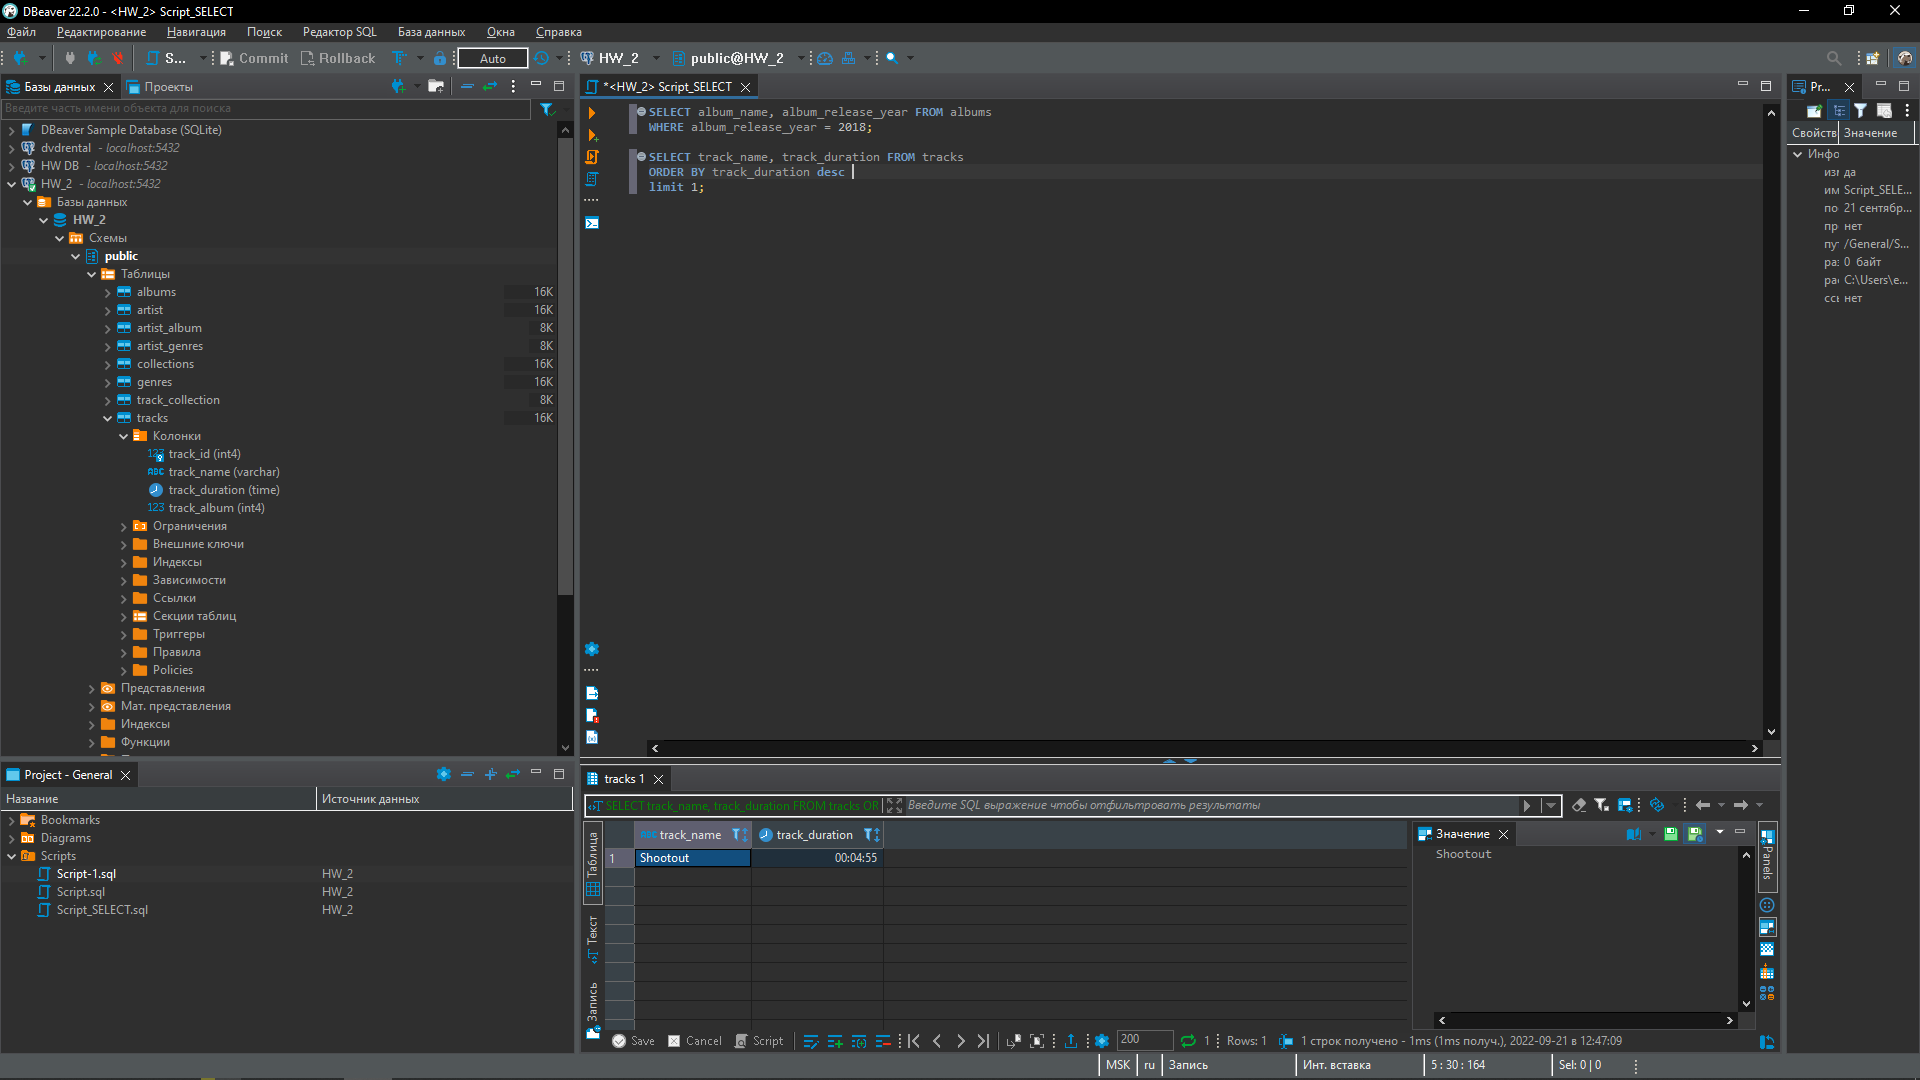 DBeaver 22.2.0 - <HW_2> Script_SELECT
Файл Редактирование Навигация Поиск Редактор SQL База данных Окна Справка
S... Commit Rollback Auto HW_2 public@HW_2
Базы данных Проекты
Введите часть имени объекта для поиска
DBeaver Sample Database (SQLite)
dvdrental - localhost:5432
HW DB - localhost:5432
HW_2 - localhost:5432
Базы данных
HW_2
Схемы
public
Таблицы
albums 16K
artist 16K
artist_album 8K
artist_genres 8K
collections 16K
genres 16K
track_collection 8K
tracks 16K
Колонки
track_id (int4)
ABC track_name (varchar)
track_duration (time)
123 track_album (int4)
Ограничения
Внешние ключи
Индексы
Зависимости
Ссылки
Секции таблиц
Триггеры
Правила
Policies
Представления
Мат. представления
Индексы
Функции
Project - General
Название Источник данных
Bookmarks
Diagrams
Scripts
Script-1.sql HW_2
Script.sql HW_2
Script_SELECT.sql HW_2
*<HW_2> Script_SELECT
SELECT album_name, album_release_year FROM albums
WHERE album_release_year = 2018;
SELECT track_name, track_duration FROM tracks
ORDER BY track_duration desc
limit 1;
Pr...
Свойств Значение
Инфо
из да
им Script_SELE...
по 21 сентябр...
пр нет
пу /General/S...
ра: 0 байт
ра C:\Users\e...
сс нет
tracks 1
SELECT track_name, track_duration FROM tracks OR Введите SQL выражение чтобы отфильтровать результаты
Таблица
Текст
Запись
track_name track_duration
1 Shootout 00:04:55
Значение
Shootout
Panels
Save Cancel Script 200 1 Rows: 1 1 строк получено - 1ms (1ms получ.), 2022-09-21 в 12:47:09
MSK ru Запись Инт. вставка 5 : 30 : 164 Sel: 0 | 0